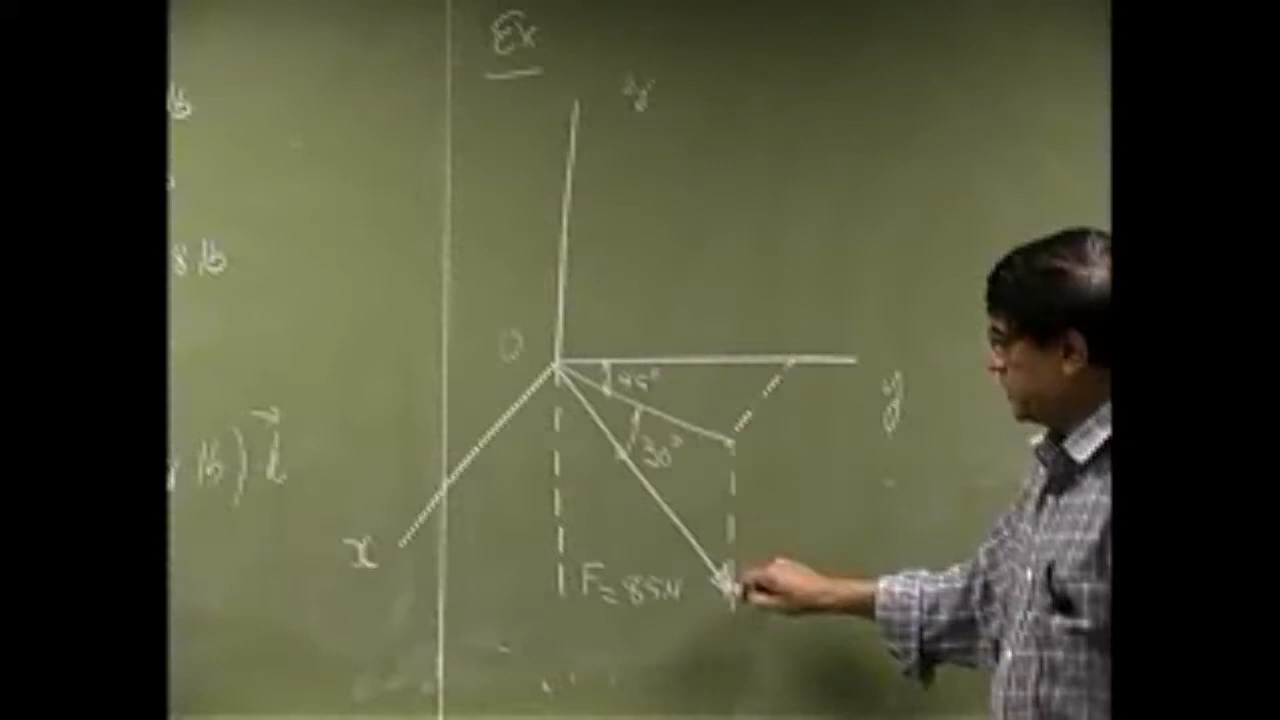 Ex
lb
8 lb
O
45°
y
30°
lb) k
x
F = 85N